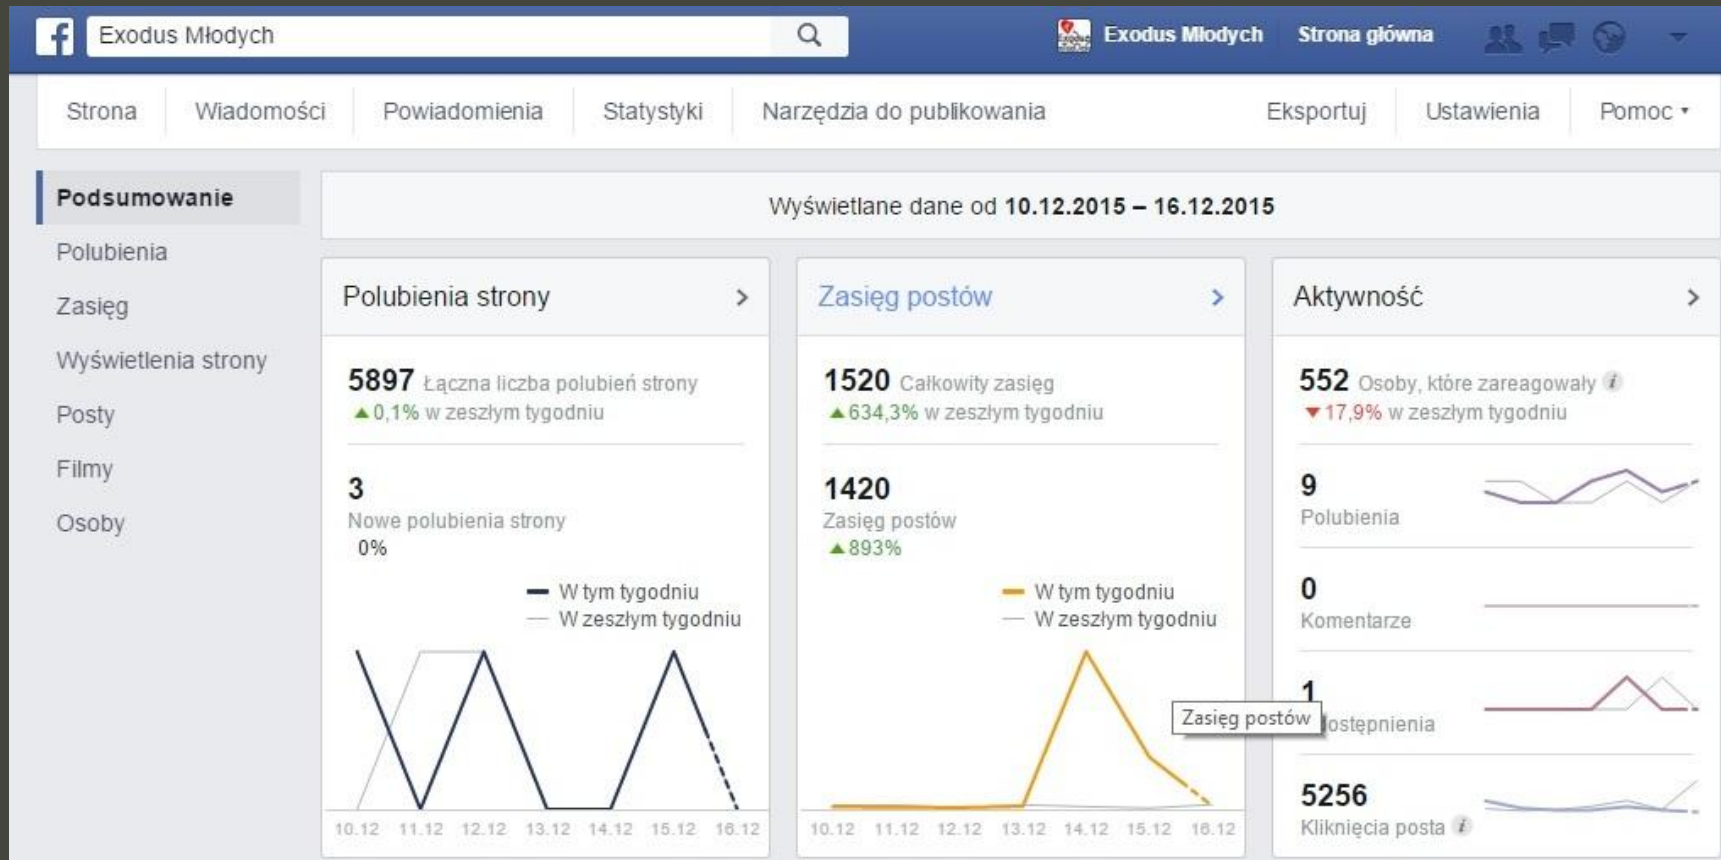 Exodus Młodych
Exodus Młodych Strona główna
Strona Wiadomości Powiadomienia Statystyki Narzędzia do publikowania Eksportuj Ustawienia Pomoc
Podsumowanie
Polubienia
Zasięg
Wyświetlenia strony
Posty
Filmy
Osoby
Wyświetlane dane od 10.12.2015 – 16.12.2015
Polubienia strony
5897 Łączna liczba polubień strony
0,1% w zeszłym tygodniu
3
Nowe polubienia strony
0%
W tym tygodniu
W zeszłym tygodniu
10.12 11.12 12.12 13.12 14.12 15.12 16.12
Zasięg postów
1520 Całkowity zasięg
634,3% w zeszłym tygodniu
1420
Zasięg postów
893%
W tym tygodniu
W zeszłym tygodniu
Zasięg postów
10.12 11.12 12.12 13.12 14.12 15.12 16.12
Aktywność
552 Osoby, które zareagowały i
17,9% w zeszłym tygodniu
9
Polubienia
0
Komentarze
1
ostępnienia
5256
Kliknięcia posta i